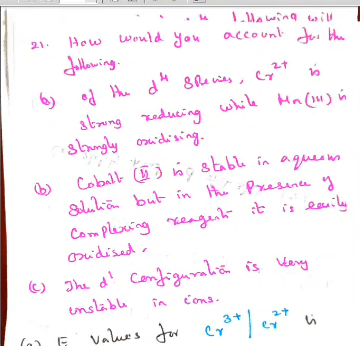 following will
21. How would you account for the
following.
(a) of the d⁴ species, Cr²⁺ is
strong reducing while Mn(III) is
strongly oxidising.
(b) Cobalt (II) is stable in aqueous
solution but in the presence of
complexing reagent it is easily
oxidised.
(c) The d¹ configuration is very
unstable in ions.
values for Cr³⁺ | Cr²⁺ is